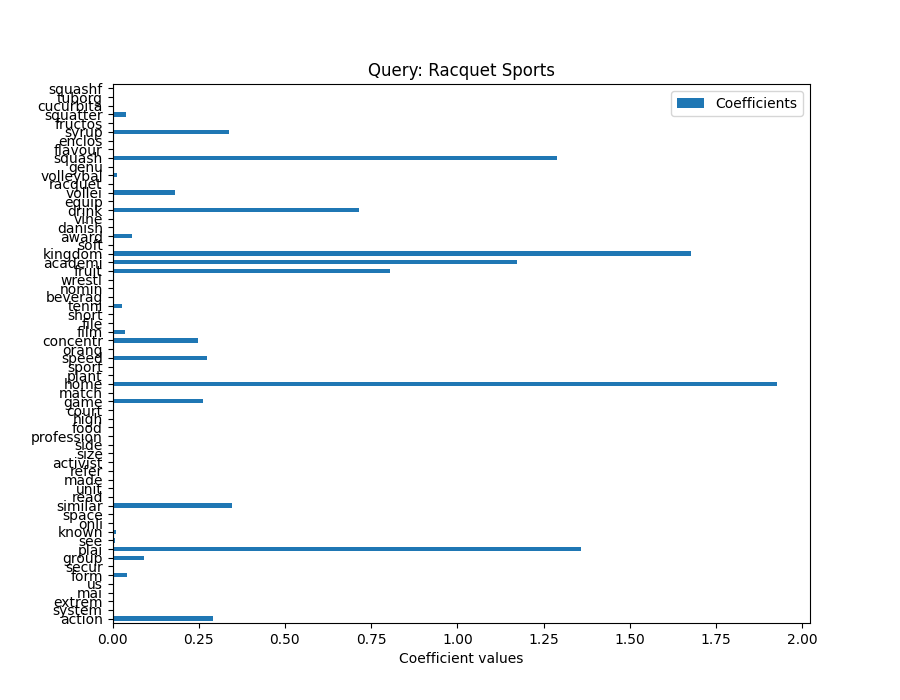 Query: Racquet Sports
Coefficients
squashf
tuborg
cucurbita
squatter
fructos
syrup
enclos
flavour
squash
genu
volleybal
racquet
vollei
equip
drink
vine
danish
award
soft
kingdom
academi
fruit
wrestl
nomin
beverag
tenni
short
file
film
concentr
orang
speed
sport
plant
home
match
game
court
high
food
profession
side
size
activist
refer
made
unit
read
similar
space
onli
known
see
plai
group
secur
form
us
mai
extrem
system
action
0.00 0.25 0.50 0.75 1.00 1.25 1.50 1.75 2.00
Coefficient values